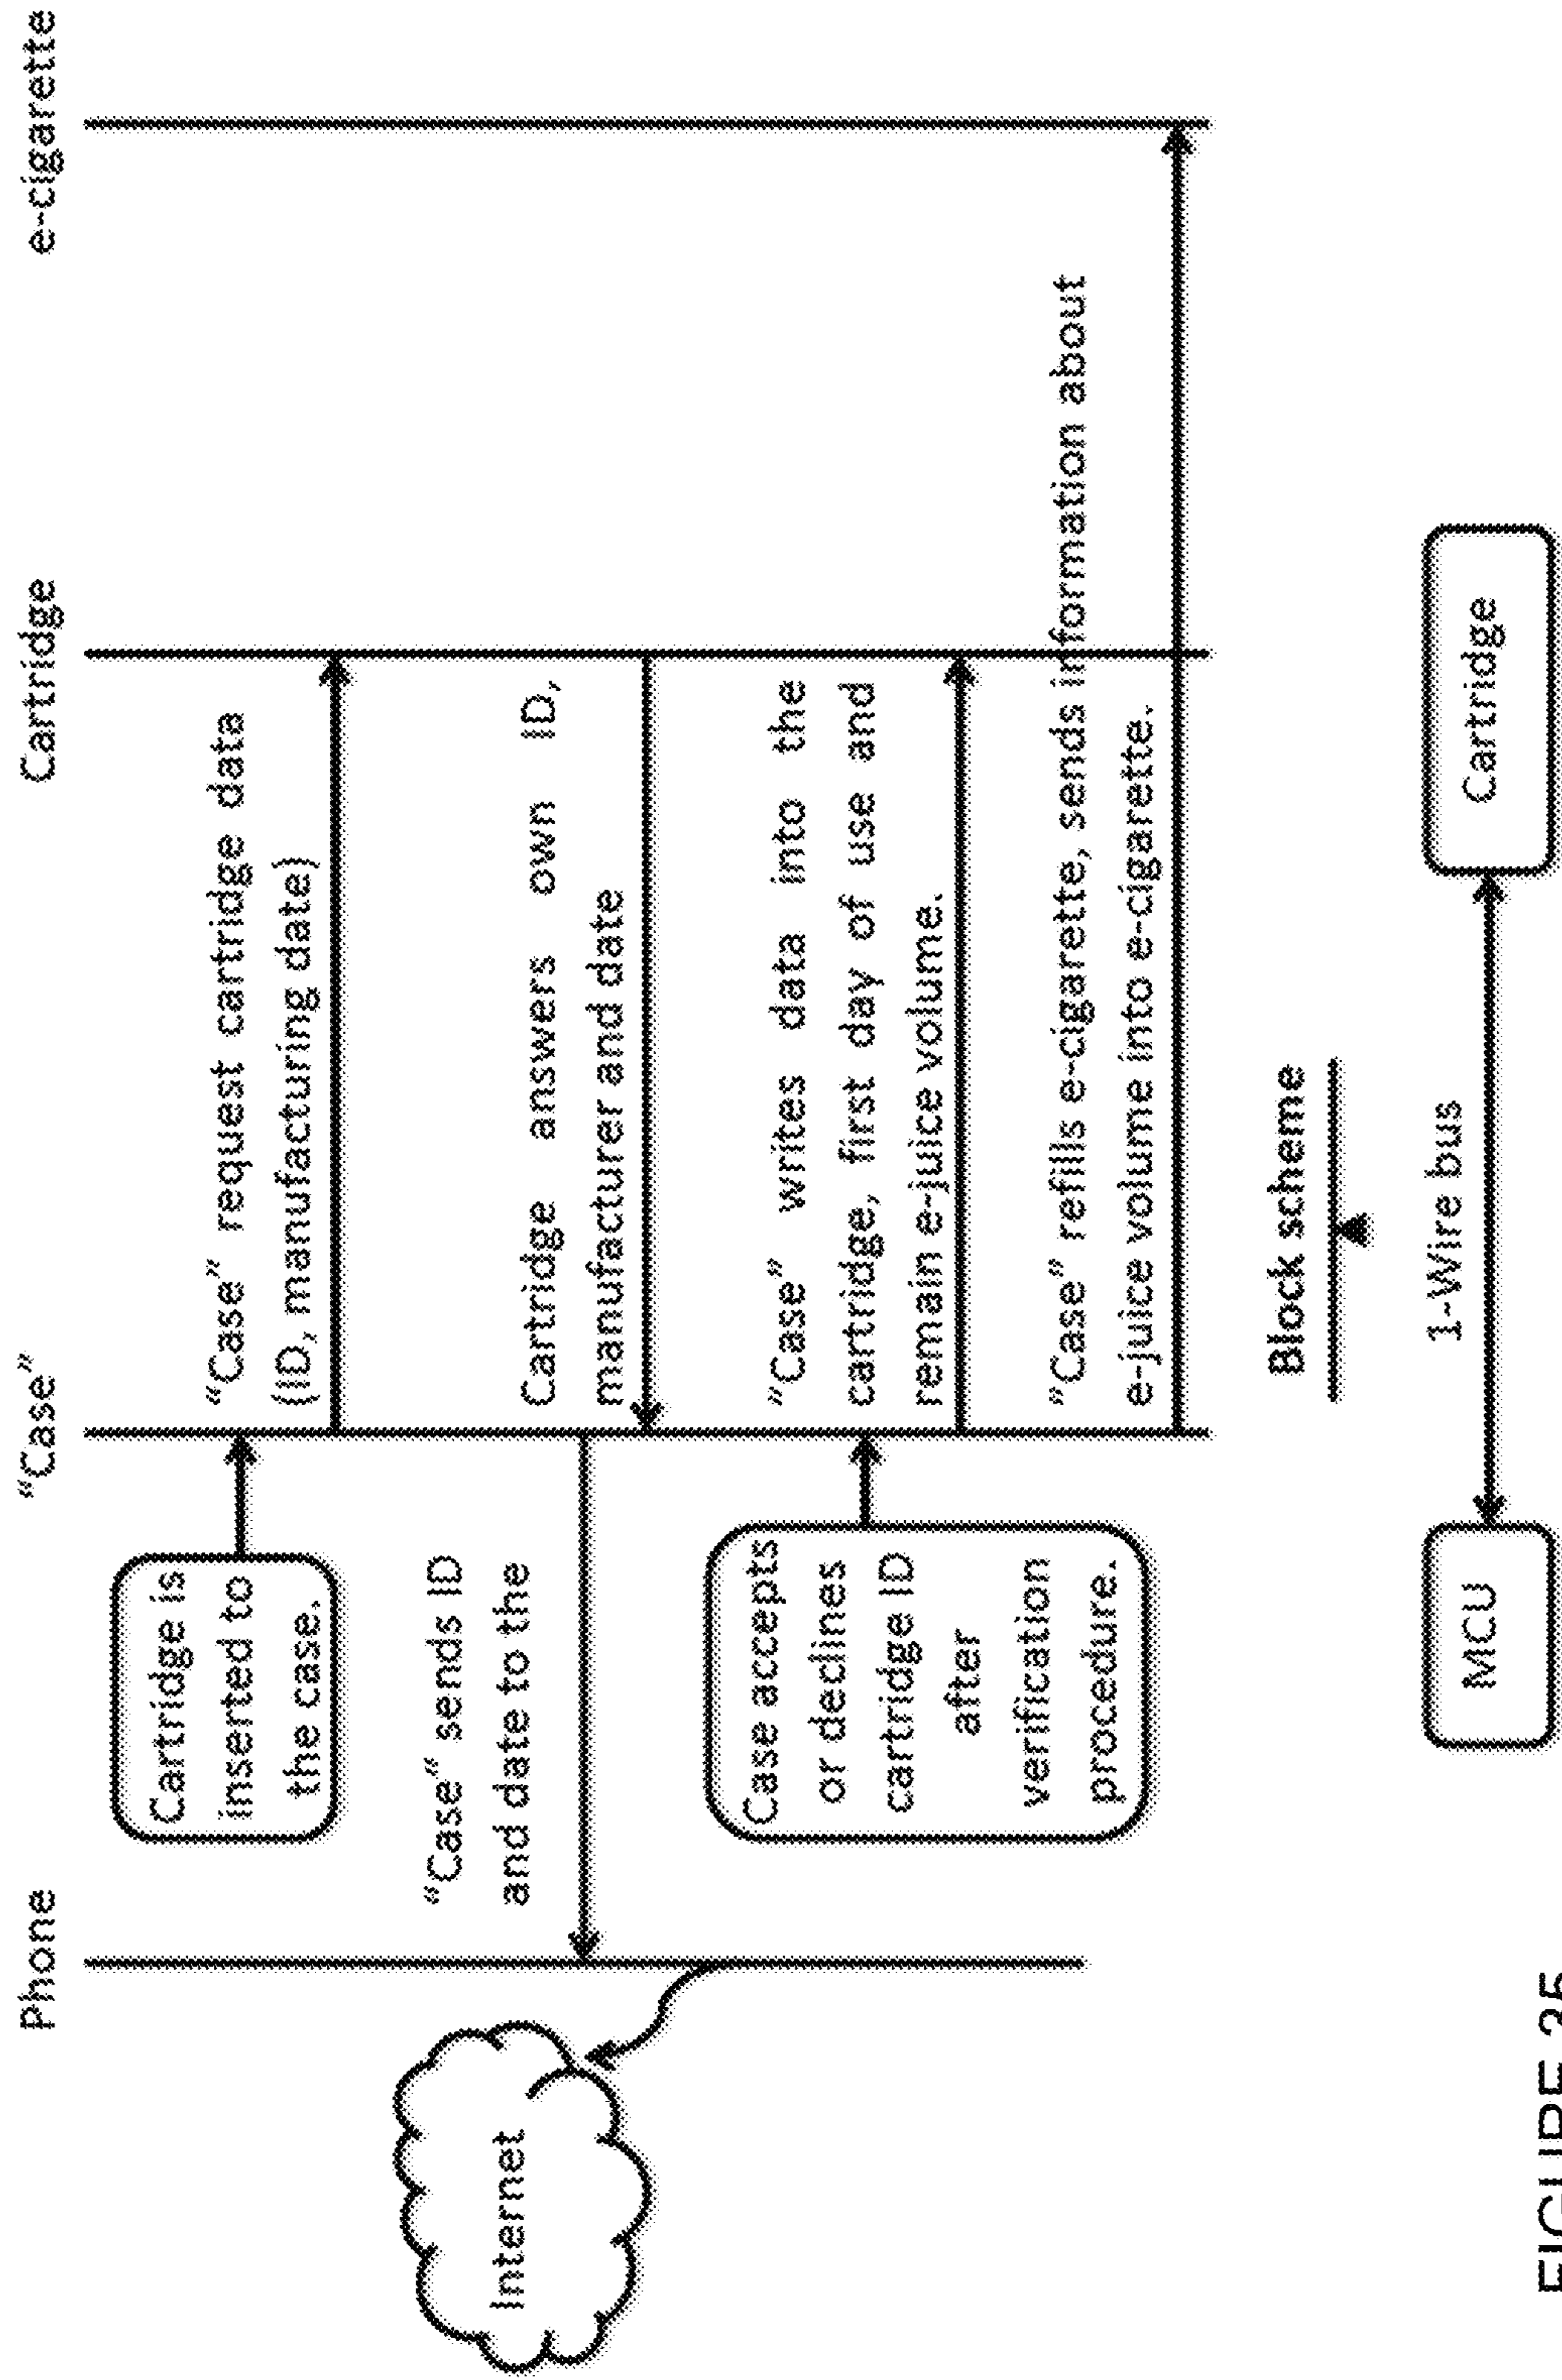 Phone
"Case"
Cartridge
e-cigarette
Cartridge is
inserted to
the case.
"Case" request cartridge data
(ID, manufacturing date)
Internet
"Case" sends ID
and date to the
Cartridge answers own ID,
manufacturer and date
Case accepts
or declines
cartridge ID
after
verification
procedure.
"Case" writes data into the
cartridge, first day of use and
remain e-juice volume.
"Case" refills e-cigarette, sends information about
e-juice volume into e-cigarette.
Block scheme
MCU
1-Wire bus
Cartridge
FIGURE 35